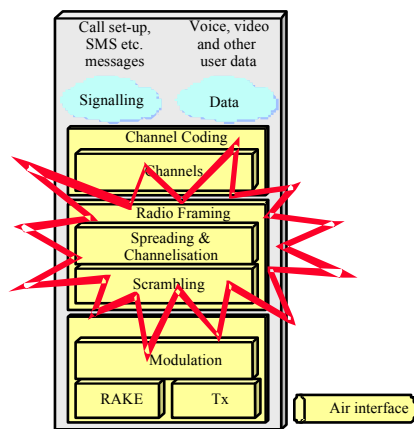 Call set-up,
SMS etc.
messages
Voice, video
and other
user data
Signalling
Data
Channel Coding
Channels
Radio Framing
Spreading &
Channelisation
Scrambling
Modulation
RAKE
Tx
Air interface